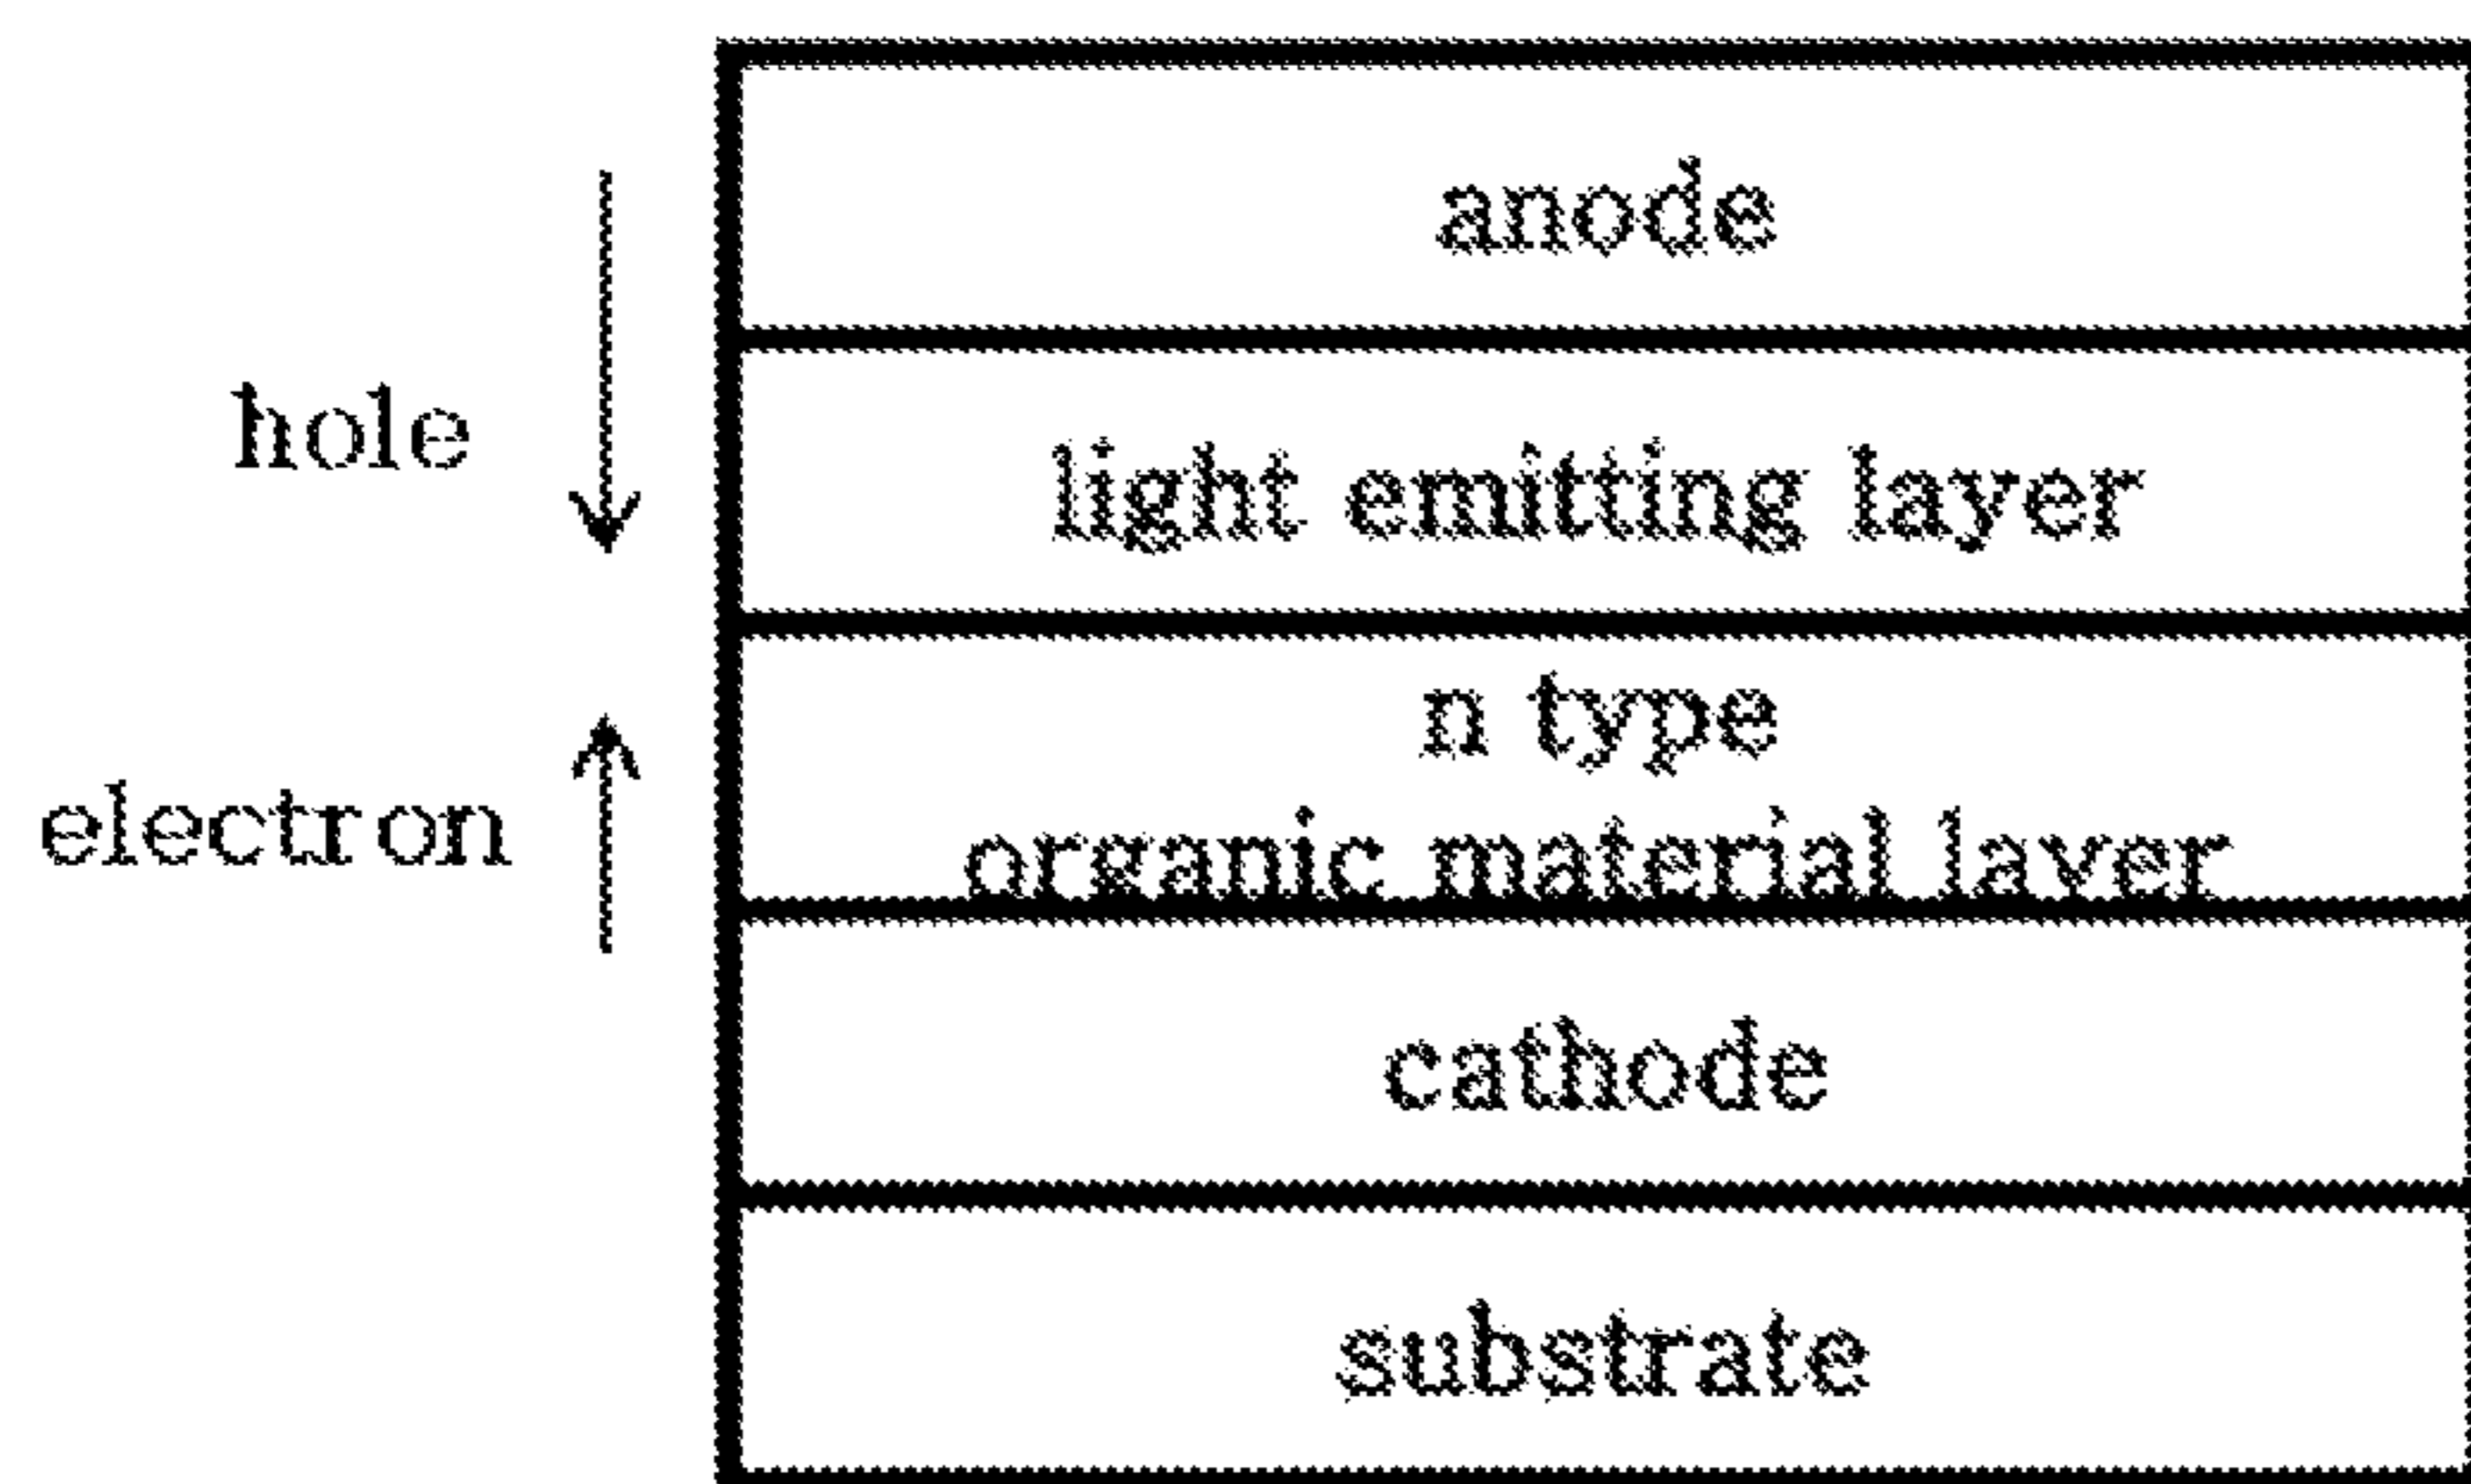 anode
hole
light emitting layer
n type
organic material layer
electron
cathode
substrate